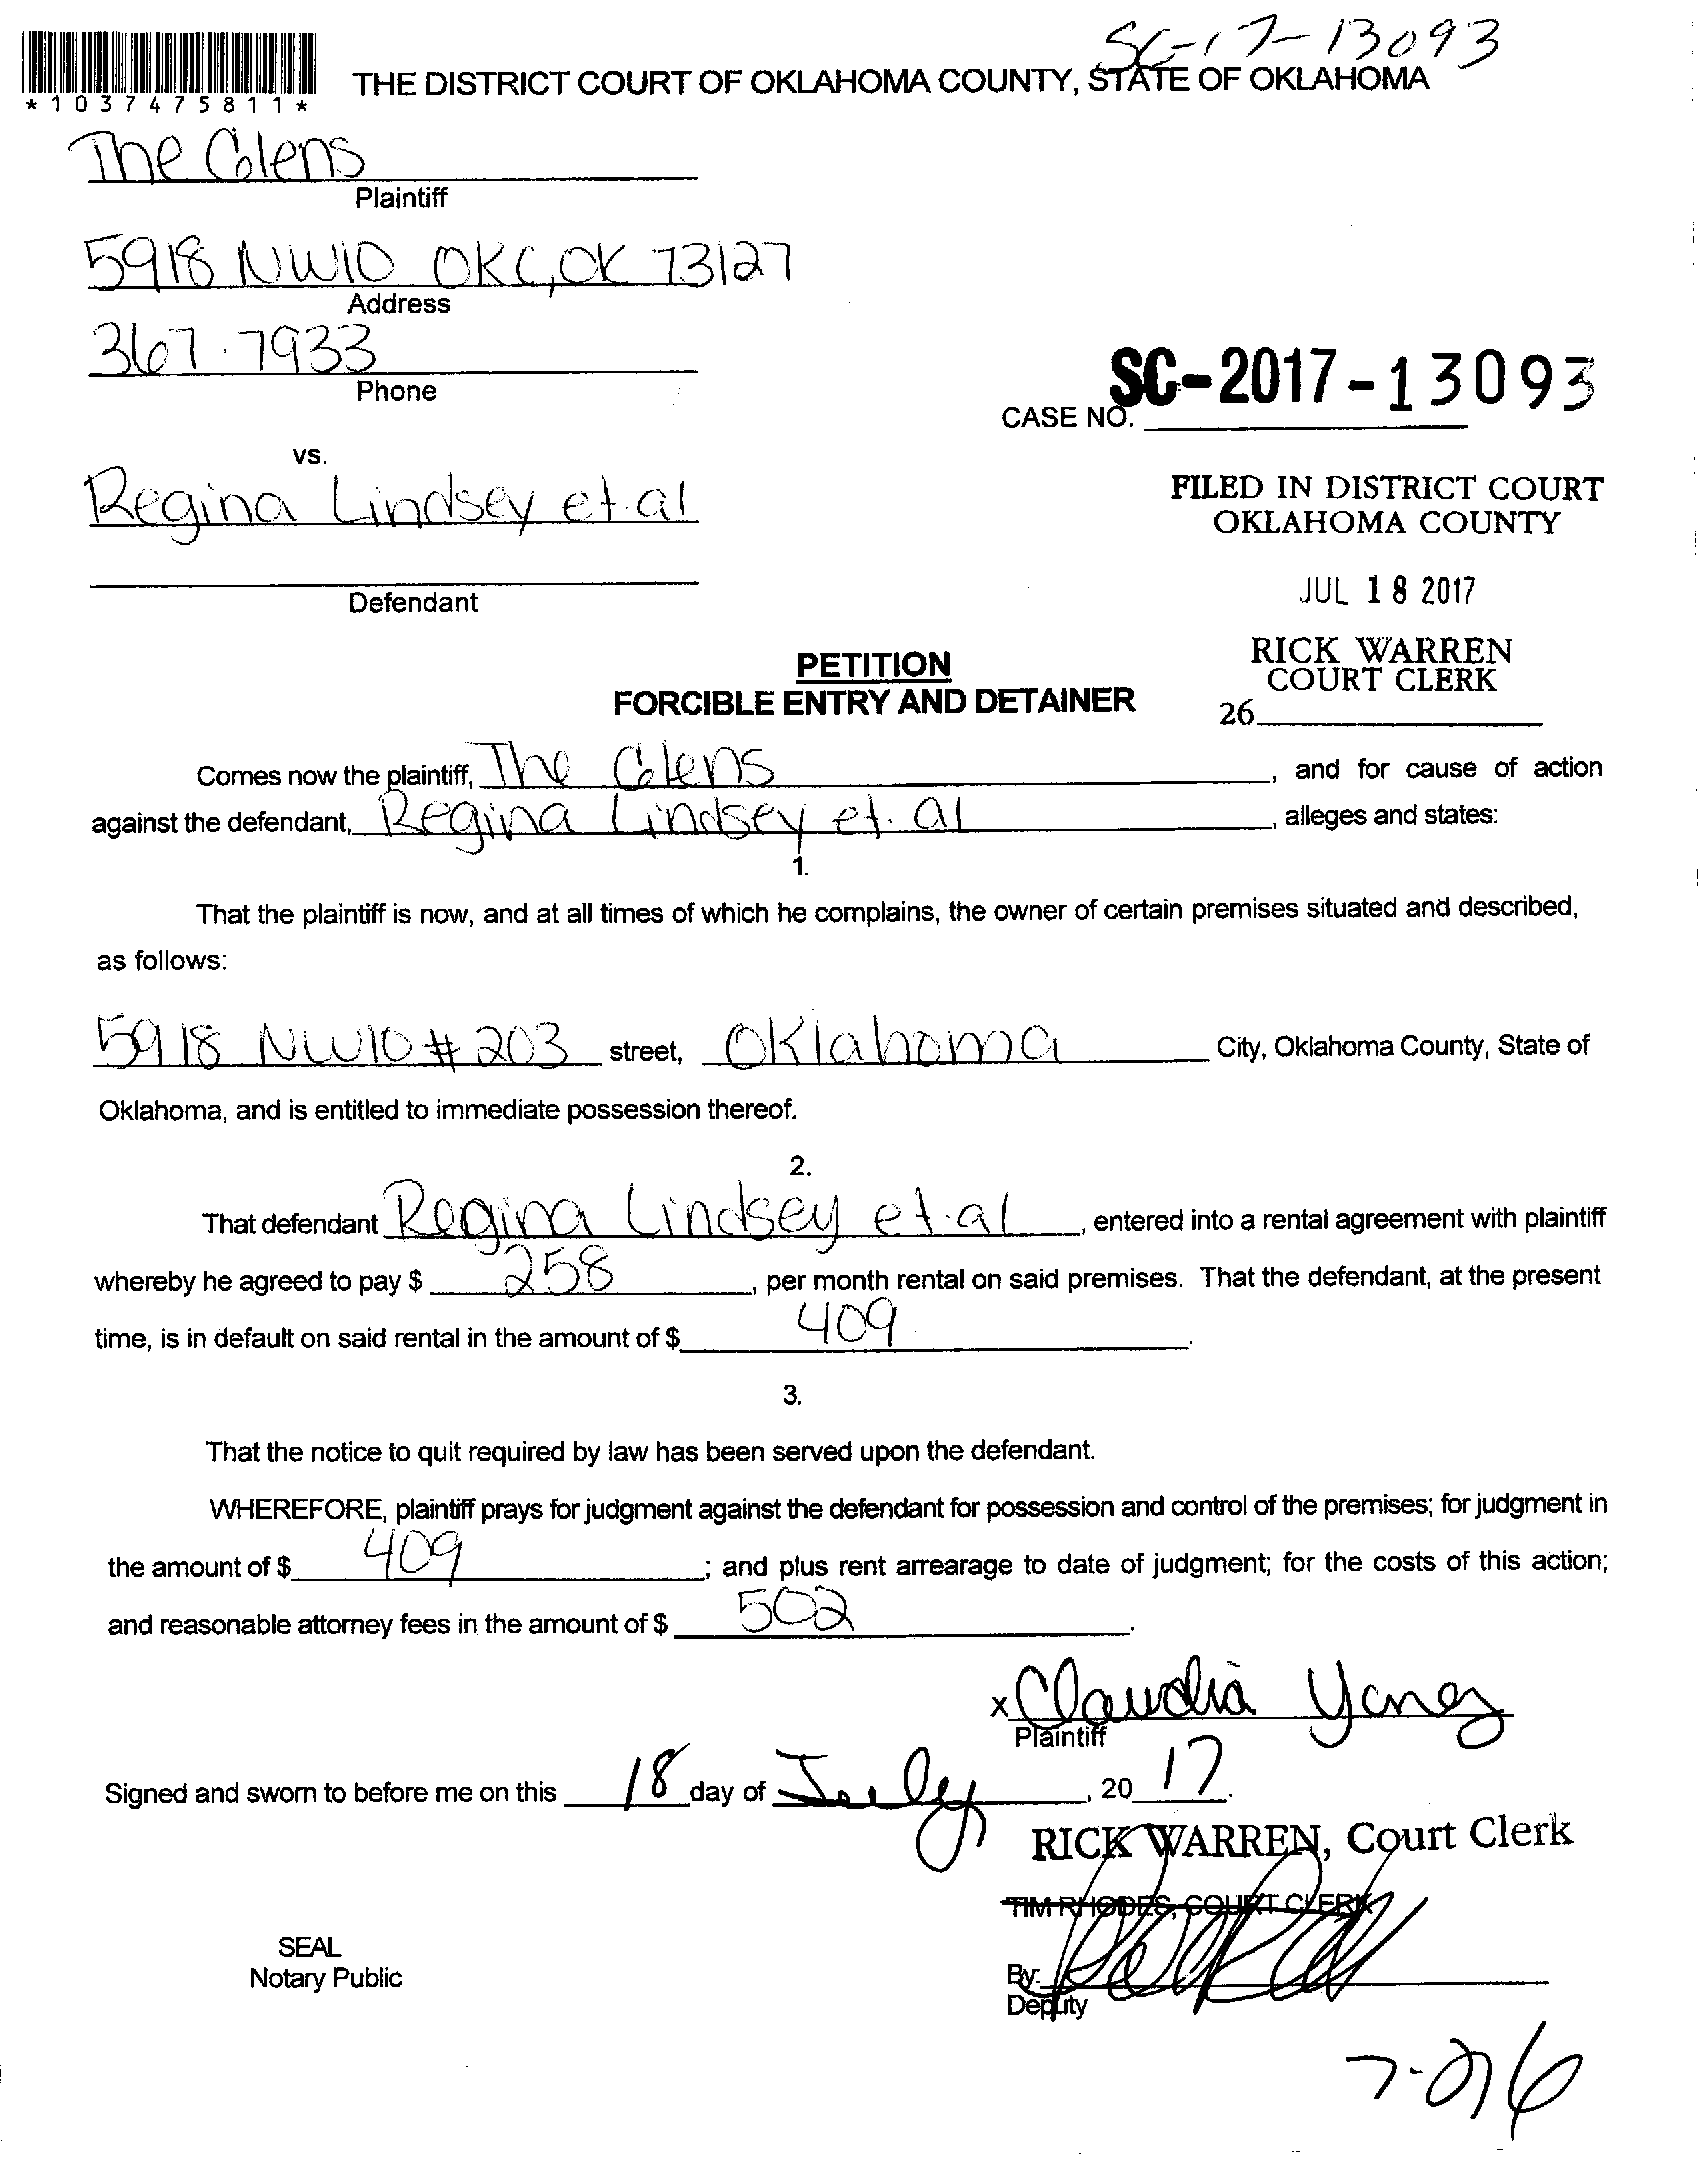 SC-17-13093
*1037475811*
THE DISTRICT COURT OF OKLAHOMA COUNTY, STATE OF OKLAHOMA
The Glens
Plaintiff
5918 NW10 OKC, OK 73127
Address
367-7933
Phone
SC-2017-13093
CASE NO.
vs.
Regina Lindsey et.al
FILED IN DISTRICT COURT
OKLAHOMA COUNTY
JUL 18 2017
Defendant
RICK WARREN
COURT CLERK
26
PETITION
FORCIBLE ENTRY AND DETAINER
Comes now the plaintiff, The Glens, and for cause of action
against the defendant, Regina Lindsey et. al, alleges and states:
1.
That the plaintiff is now, and at all times of which he complains, the owner of certain premises situated and described,
as follows:
5918 NW10 # 203 street, Oklahoma City, Oklahoma County, State of
Oklahoma, and is entitled to immediate possession thereof.
2.
That defendant Regina Lindsey et.al, entered into a rental agreement with plaintiff
whereby he agreed to pay $ 258, per month rental on said premises. That the defendant, at the present
time, is in default on said rental in the amount of $ 409.
3.
That the notice to quit required by law has been served upon the defendant.
WHEREFORE, plaintiff prays for judgment against the defendant for possession and control of the premises; for judgment in
the amount of $ 409; and plus rent arrearage to date of judgment; for the costs of this action;
and reasonable attorney fees in the amount of $ 502.
x Claudia Yanez
Plaintiff
Signed and sworn to before me on this 18 day of July, 2017.
RICK WARREN, Court Clerk
TIM RHODES, COURT CLERK
SEAL
Notary Public
By:
Deputy
7-26